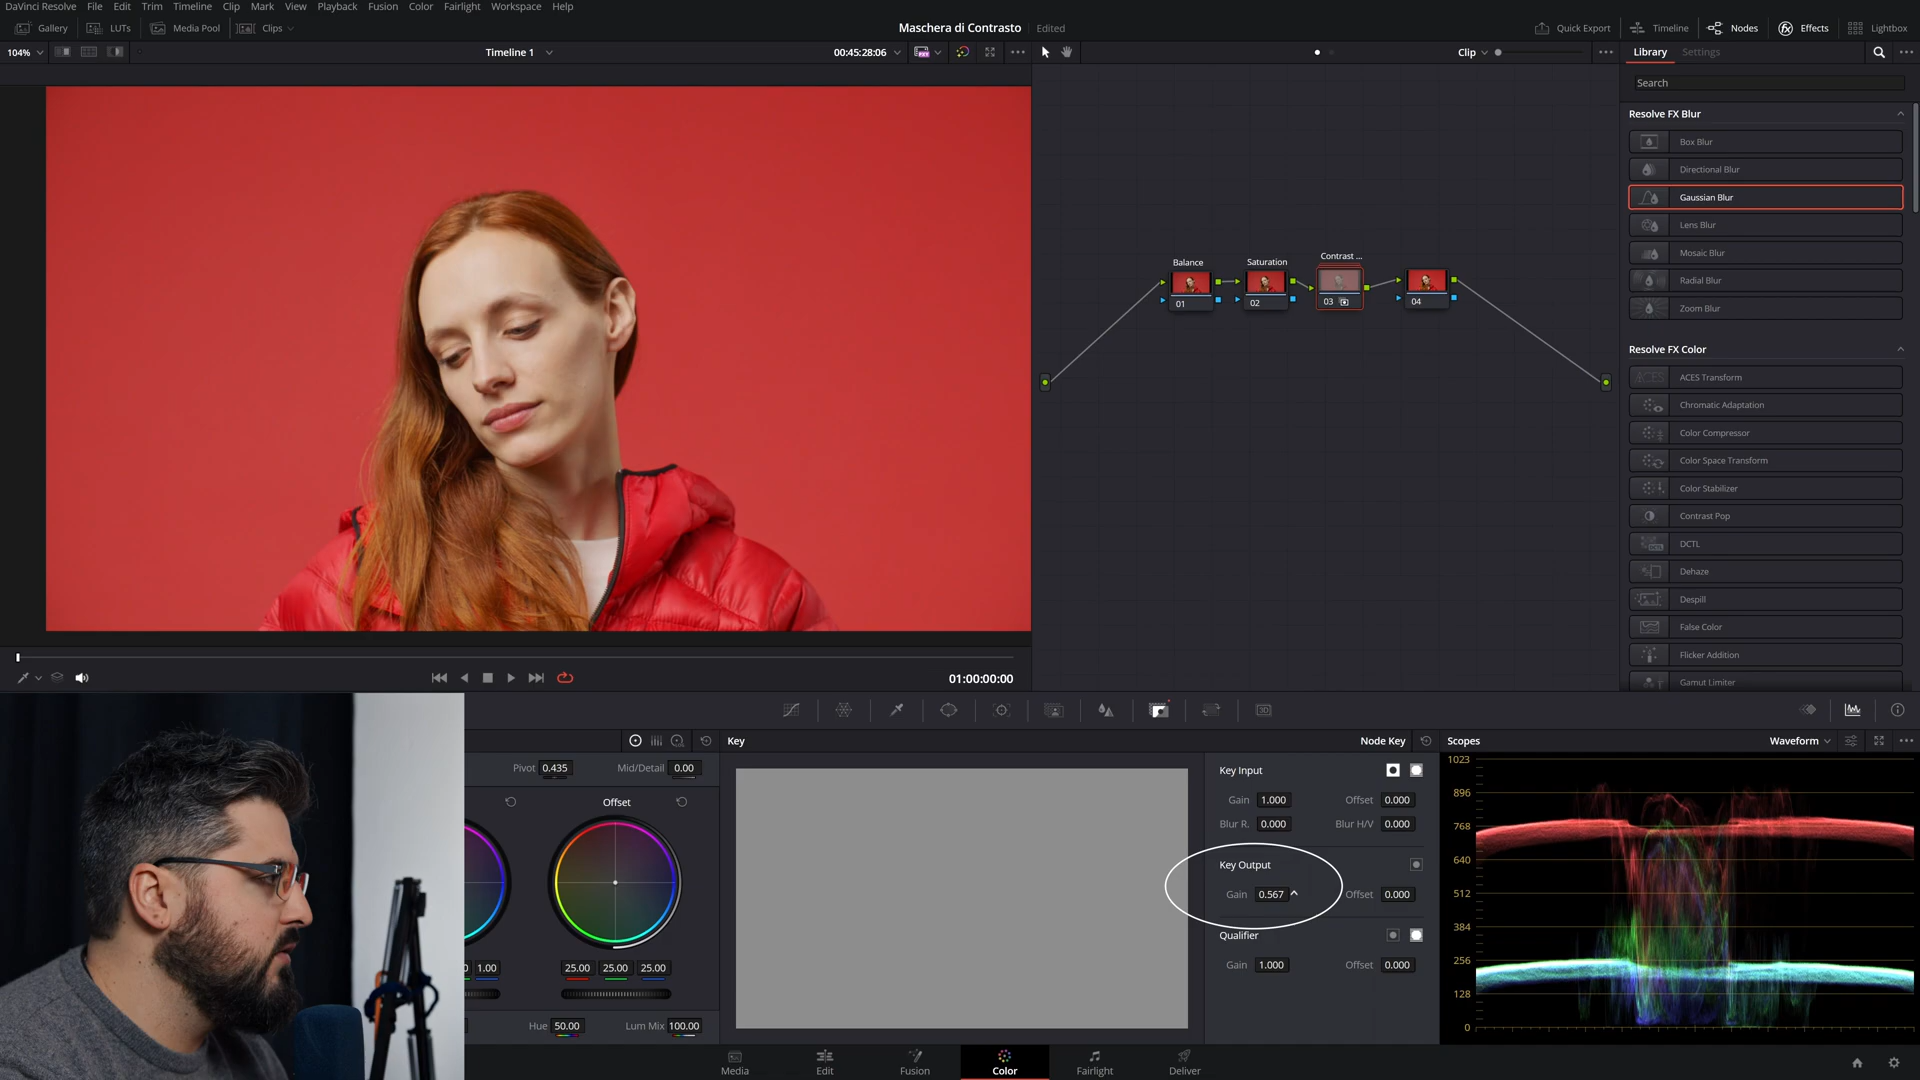 DaVinci Resolve File Edit Trim Timeline Clip Mark View Playback Fusion Color Fairlight Workspace Help
Gallery LUTs Media Pool Clips Maschera di Contrasto Edited Quick Export Timeline Nodes Effects Lightbox
104% Timeline 1 00:45:28:06 Clip Library Settings
Search
Resolve FX Blur
Box Blur
Directional Blur
Gaussian Blur
Lens Blur
Mosaic Blur
Radial Blur
Zoom Blur
Resolve FX Color
ACES Transform
Chromatic Adaptation
Color Compressor
Color Space Transform
Color Stabilizer
Contrast Pop
DCTL
Dehaze
Despill
False Color
Flicker Addition
Gamut Limiter
Balance Saturation Contrast ...
01 02 03 04
01:00:00:00
Key Node Key Scopes Waveform
Pivot 0.435 Mid/Detail 0.00
Offset
25.00 25.00 25.00
1.00
Hue 50.00 Lum Mix 100.00
Key Input
Gain 1.000 Offset 0.000
Blur R. 0.000 Blur H/V 0.000
Key Output
Gain 0.567 Offset 0.000
Qualifier
Gain 1.000 Offset 0.000
1023
896
768
640
512
384
256
128
0
Media Edit Fusion Color Fairlight Deliver